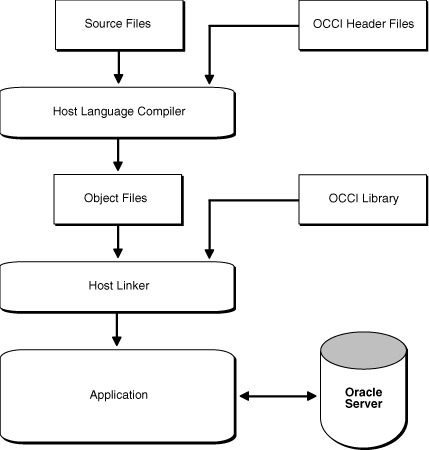 Source Files
OCCI Header Files
Host Language Compiler
Object Files
OCCI Library
Host Linker
Application
Oracle
Server